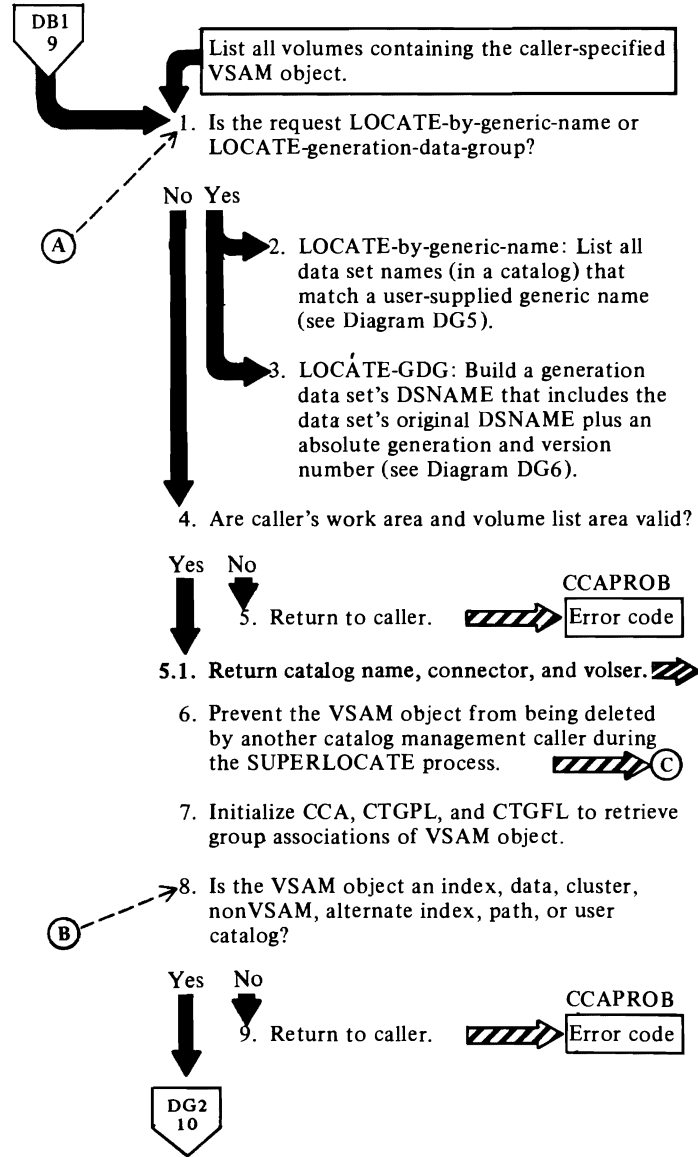 DB1
9
List all volumes containing the caller-specified
VSAM object.
1. Is the request LOCATE-by-generic-name or
LOCATE-generation-data-group?
A
No Yes
2. LOCATE-by-generic-name: List all
data set names (in a catalog) that
match a user-supplied generic name
(see Diagram DG5).
3. LOCATE-GDG: Build a generation
data set's DSNAME that includes the
data set's original DSNAME plus an
absolute generation and version
number (see Diagram DG6).
4. Are caller's work area and volume list area valid?
Yes No
CCAPROB
5. Return to caller.
Error code
5.1. Return catalog name, connector, and volser.
6. Prevent the VSAM object from being deleted
by another catalog management caller during
the SUPERLOCATE process.
C
7. Initialize CCA, CTGPL, and CTGFL to retrieve
group associations of VSAM object.
8. Is the VSAM object an index, data, cluster,
nonVSAM, alternate index, path, or user
catalog?
B
Yes No
CCAPROB
9. Return to caller.
Error code
DG2
10